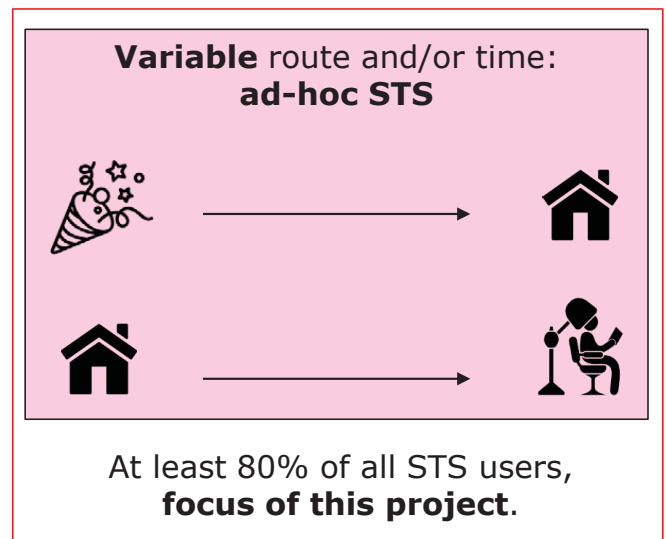 Variable route and/or time:
ad-hoc STS
At least 80% of all STS users,
focus of this project.